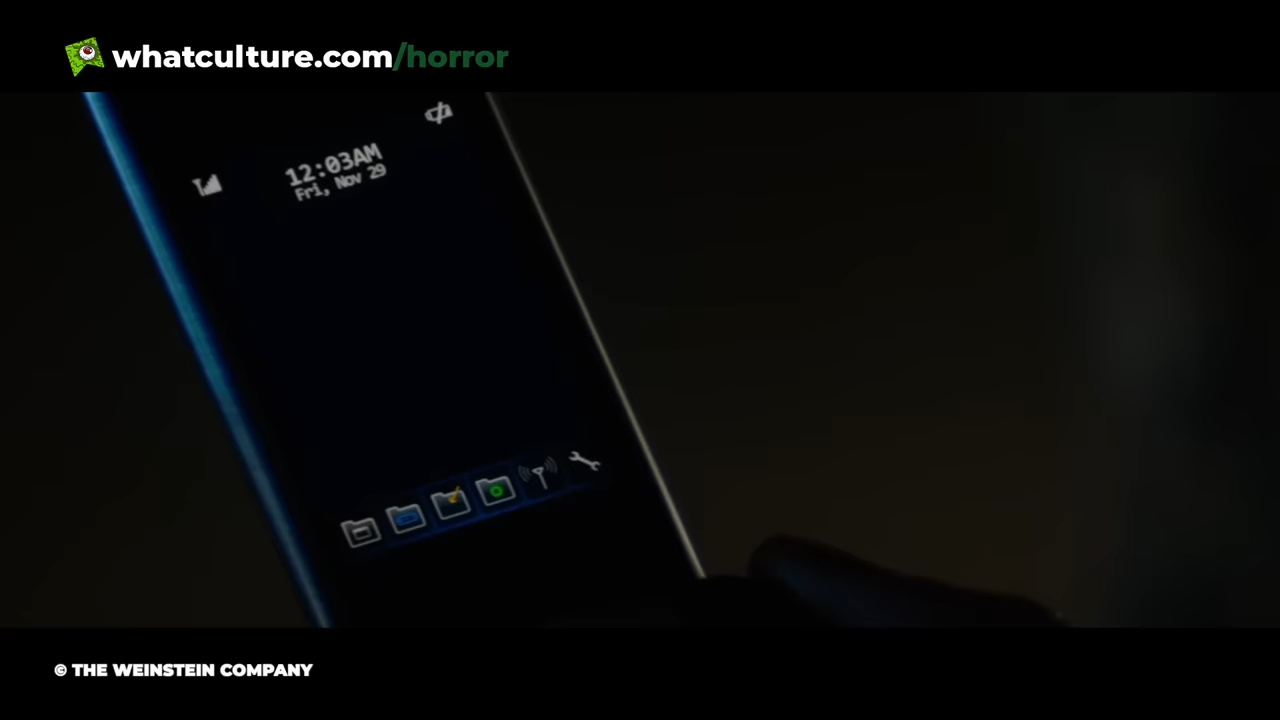 whatculture.com/horror
12:03AM
Fri, Nov 29
© THE WEINSTEIN COMPANY